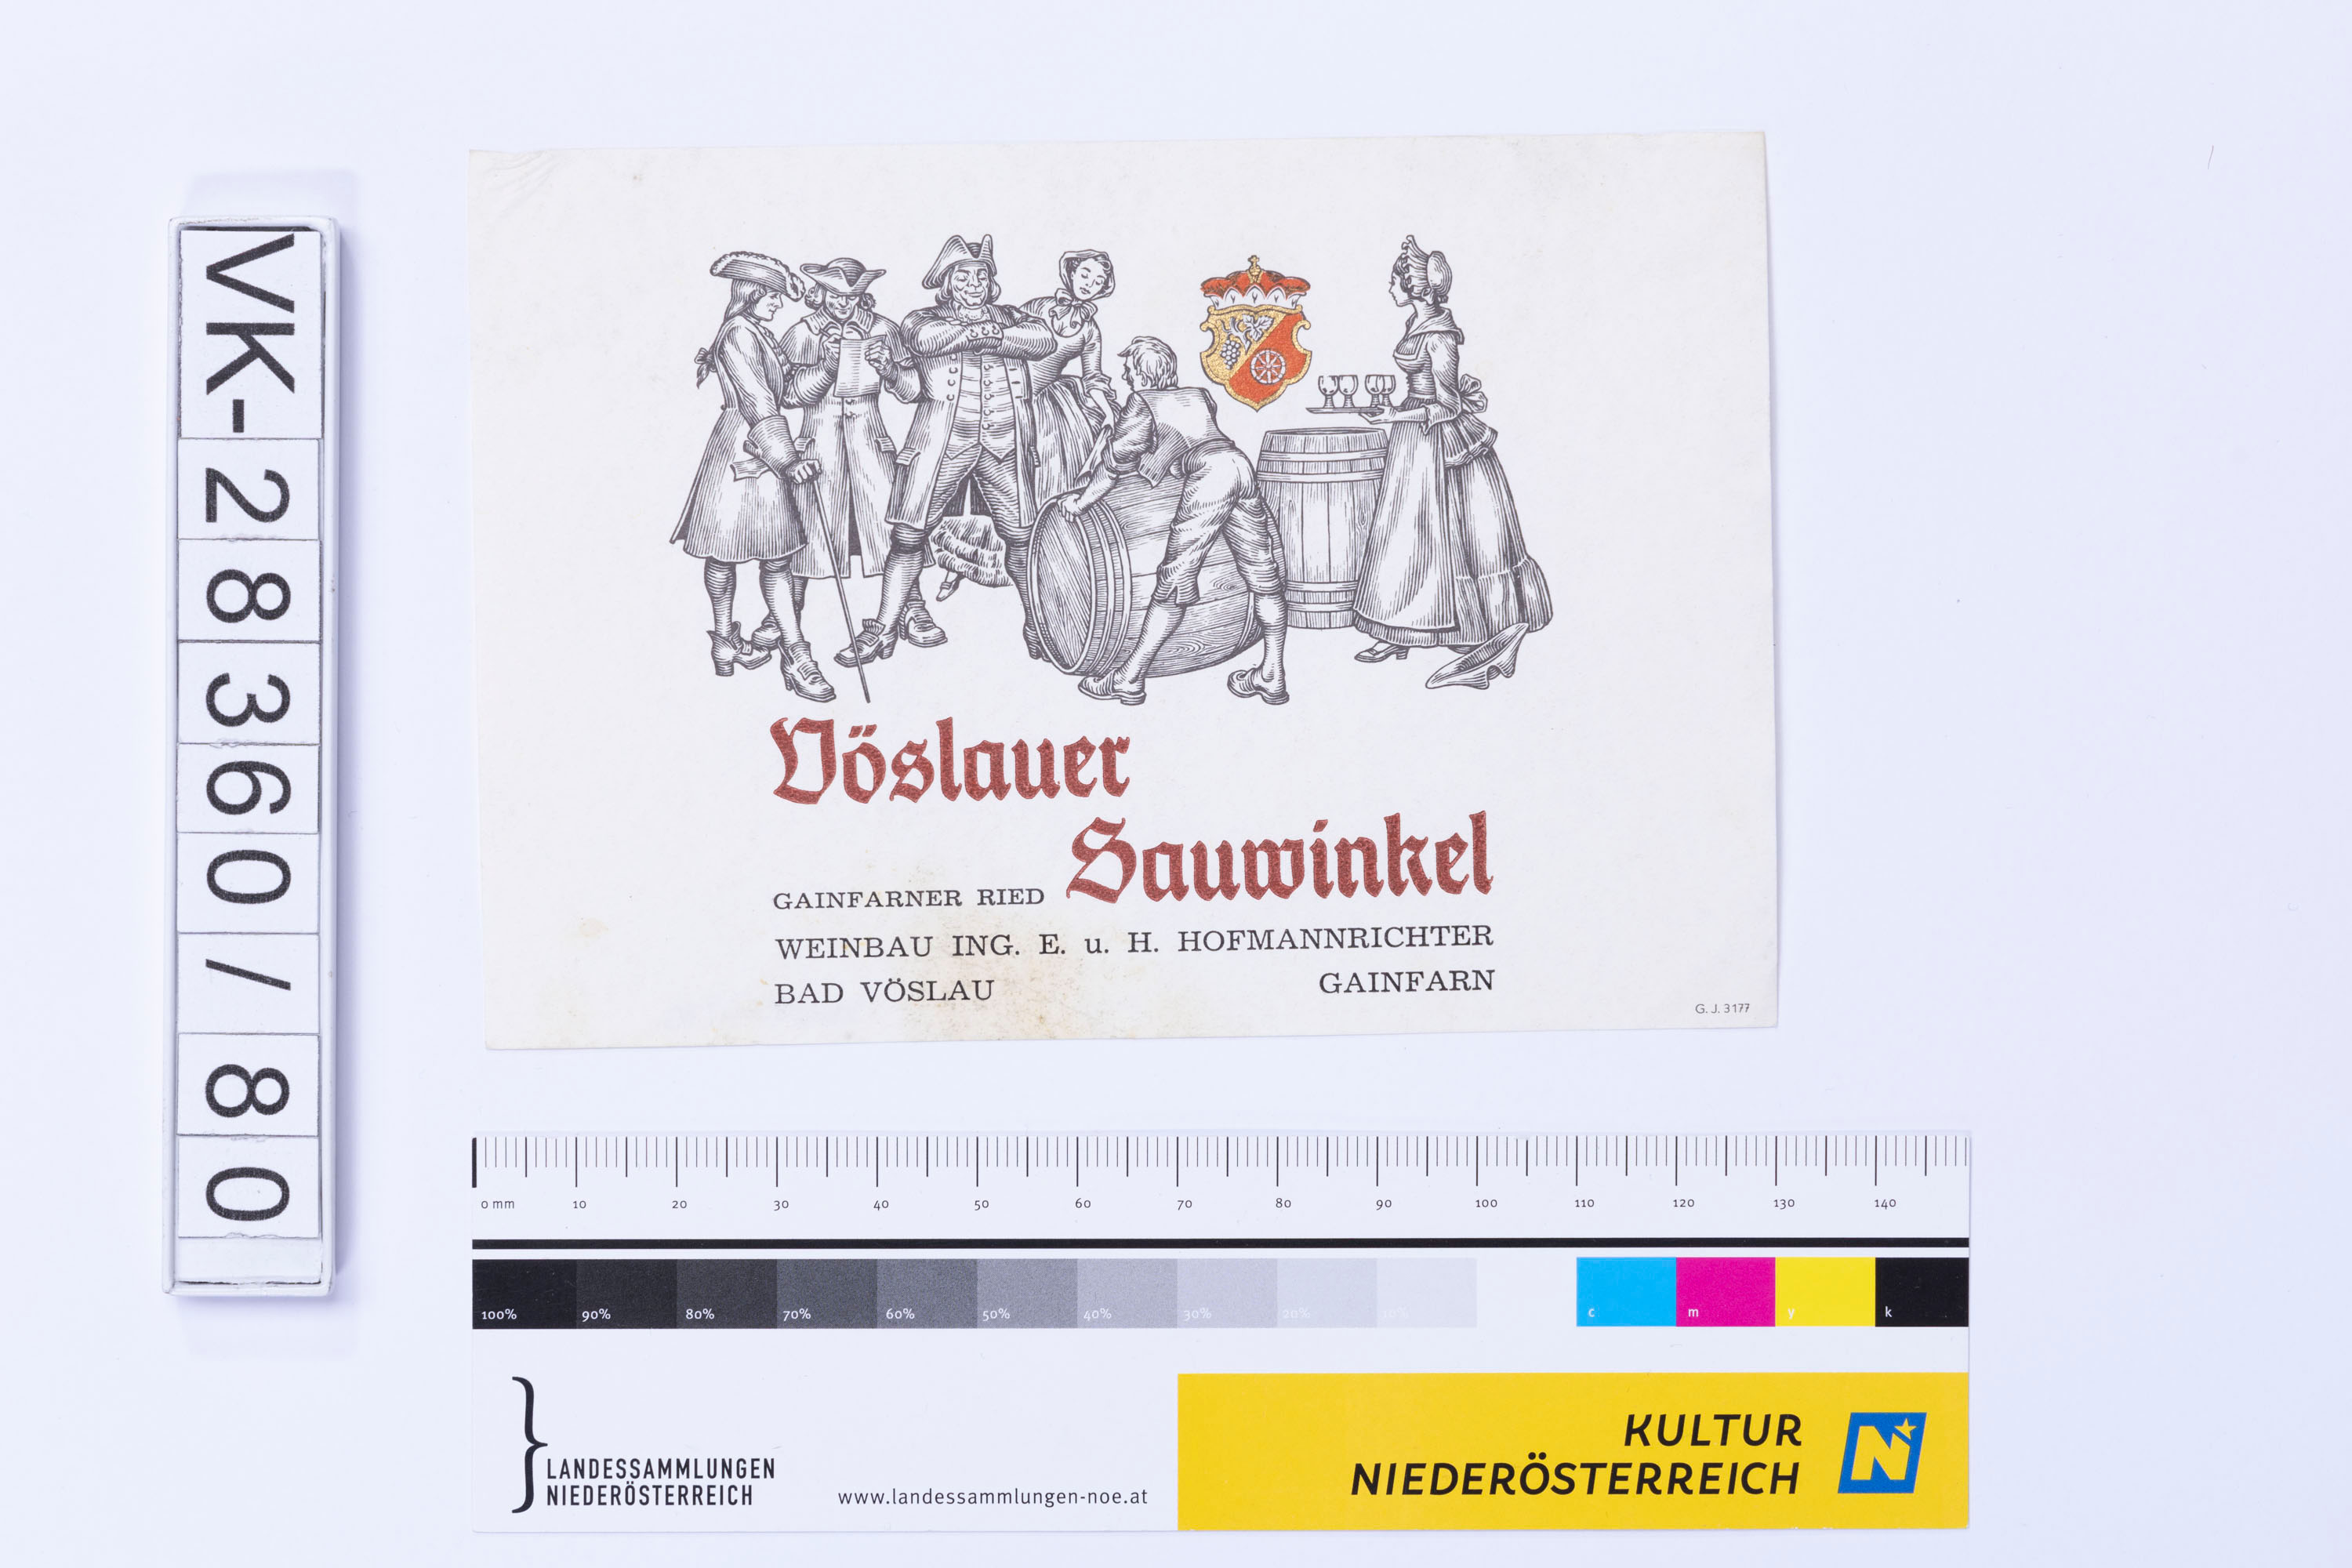 VK-28360/80
Vöslauer
Sauwinkel
GAINFARNER RIED
WEINBAU ING. E. u. H. HOFMANNRICHTER
BAD VÖSLAU GAINFARN
G. J. 3177
0 mm 10 20 30 40 50 60 70 80 90 100 110 120 130 140
100% 90% 80% 70% 60% 50% 40% 30% 20% 10% c m y k
LANDESSAMMLUNGEN
NIEDERÖSTERREICH
www.landessammlungen-noe.at
KULTUR
NIEDERÖSTERREICH
N